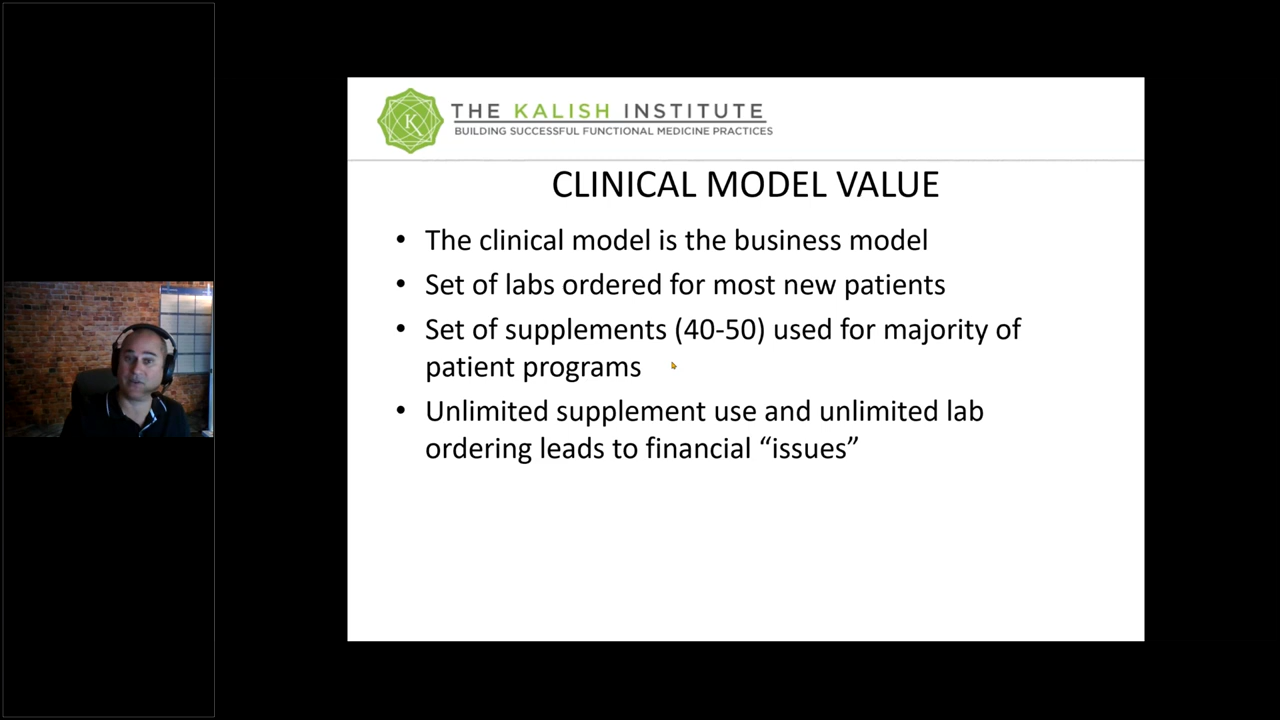 THE KALISH INSTITUTE
BUILDING SUCCESSFUL FUNCTIONAL MEDICINE PRACTICES
CLINICAL MODEL VALUE
• The clinical model is the business model
• Set of labs ordered for most new patients
• Set of supplements (40-50) used for majority of
patient programs
• Unlimited supplement use and unlimited lab
ordering leads to financial “issues”